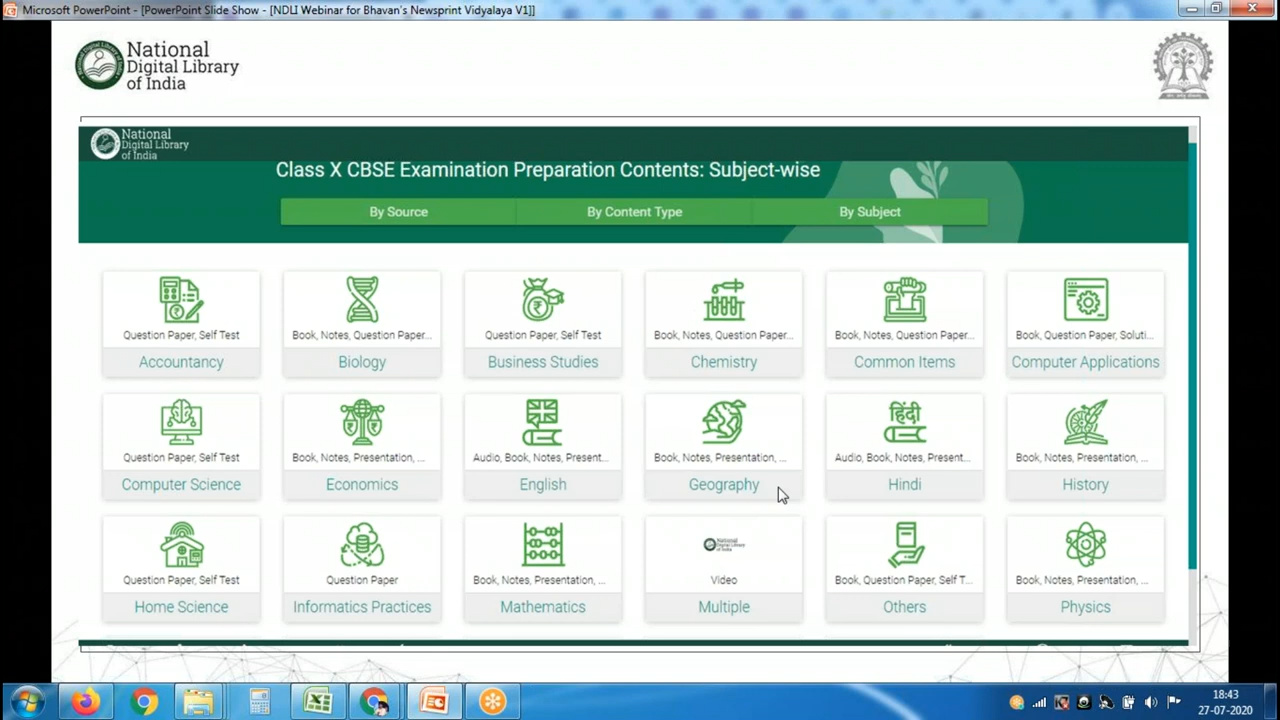 Microsoft PowerPoint - [PowerPoint Slide Show - [NDLI Webinar for Bhavan's Newsprint Vidyalaya V1]]
National
Digital Library
of India
National
Digital Library
of India
Class X CBSE Examination Preparation Contents: Subject-wise
By Source By Content Type By Subject
Question Paper, Self Test
Accountancy
Book, Notes, Question Paper...
Biology
Question Paper, Self Test
Business Studies
Book, Notes, Question Paper...
Chemistry
Book, Notes, Question Paper...
Common Items
Book, Question Paper, Soluti...
Computer Applications
Question Paper, Self Test
Computer Science
Book, Notes, Presentation, ...
Economics
Audio, Book, Notes, Present...
English
Book, Notes, Presentation, ...
Geography
हिंदी
Audio, Book, Notes, Present...
Hindi
Book, Notes, Presentation, ...
History
Question Paper, Self Test
Home Science
Question Paper
Informatics Practices
Book, Notes, Presentation, ...
Mathematics
National
Digital Library
of India
Video
Multiple
Book, Question Paper, Self T...
Others
Book, Notes, Presentation, ...
Physics
18:43
27-07-2020